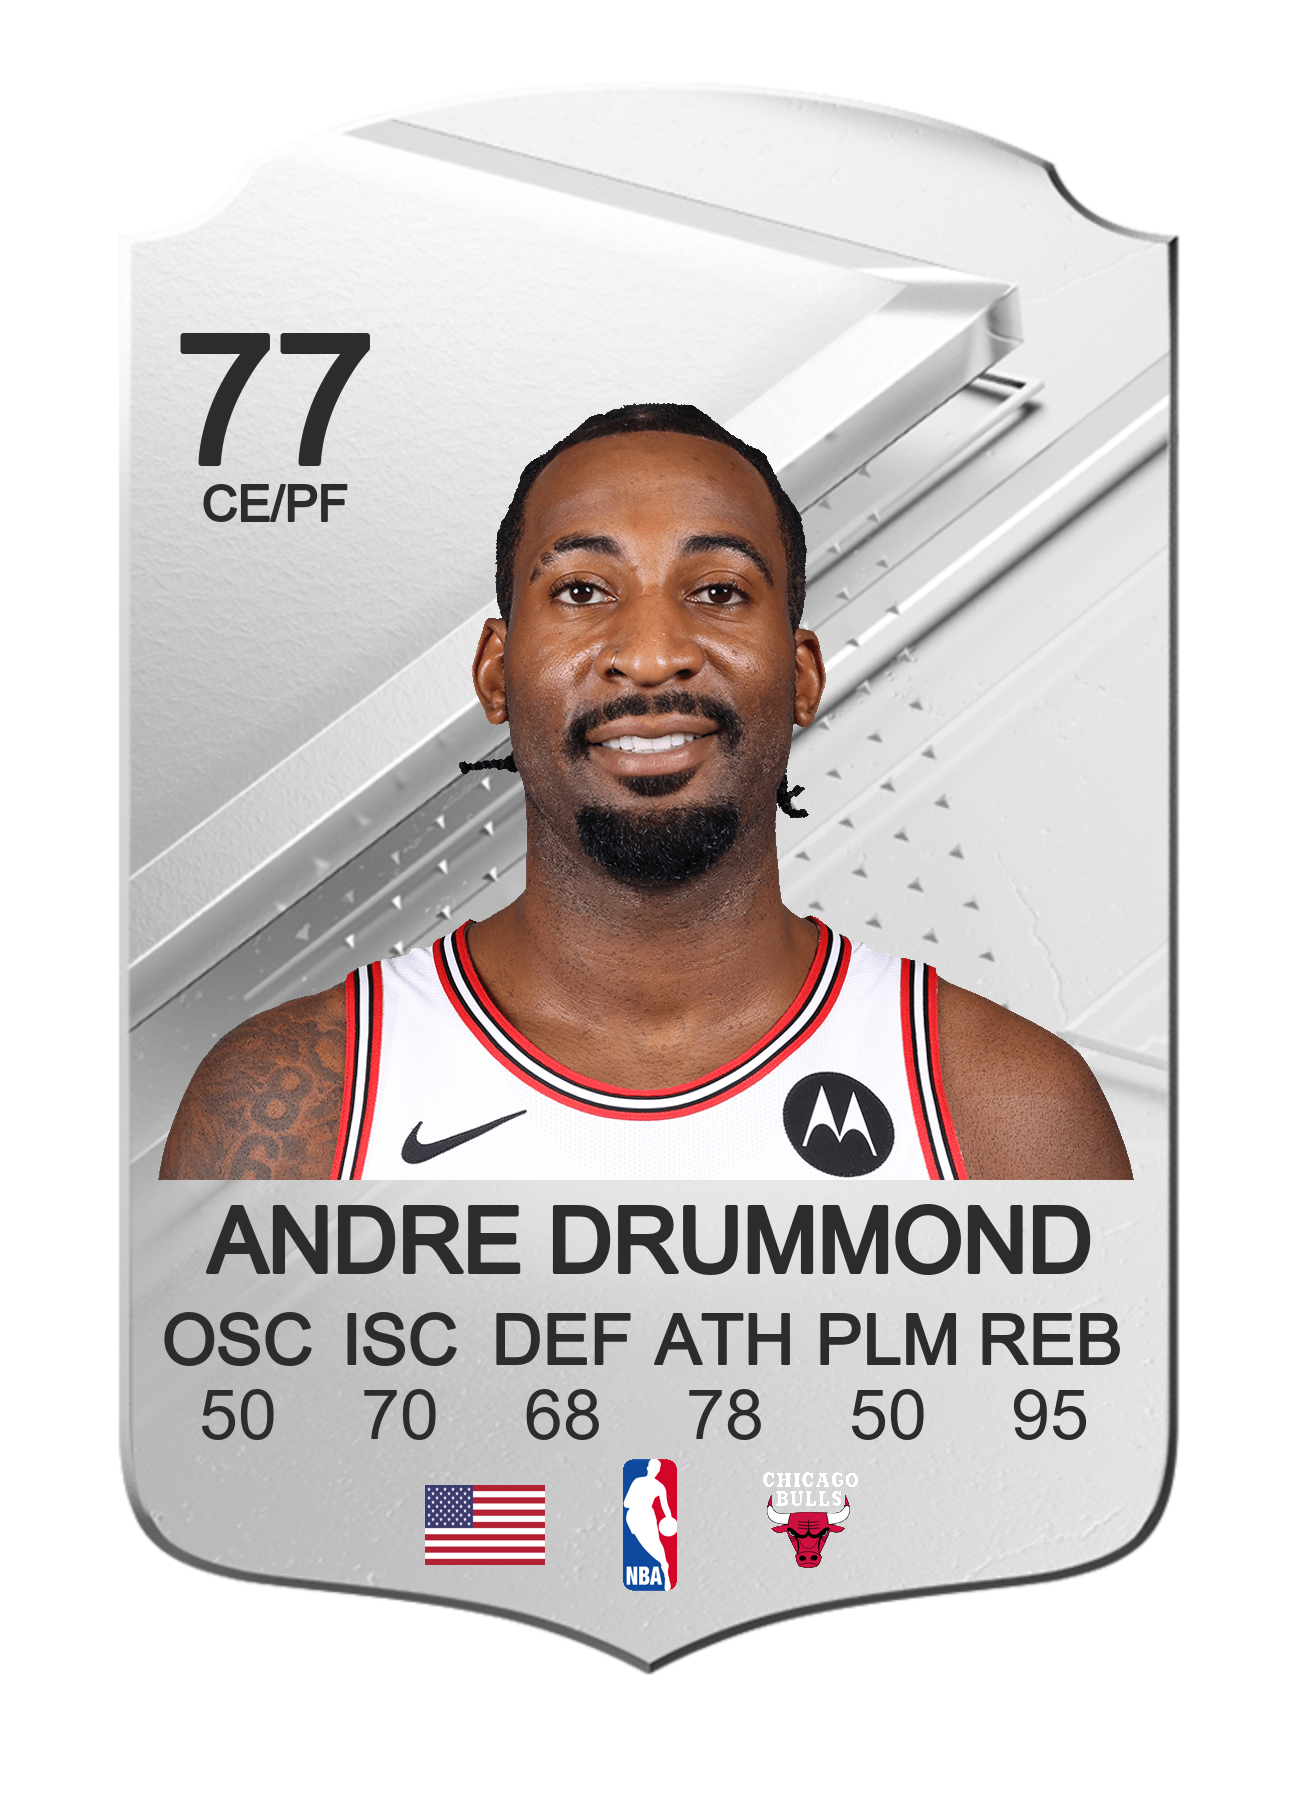 77
CE/PF
ANDRE DRUMMOND
OSC ISC DEF ATH PLM REB
50 70 68 78 50 95
NBA
CHICAGO
BULLS